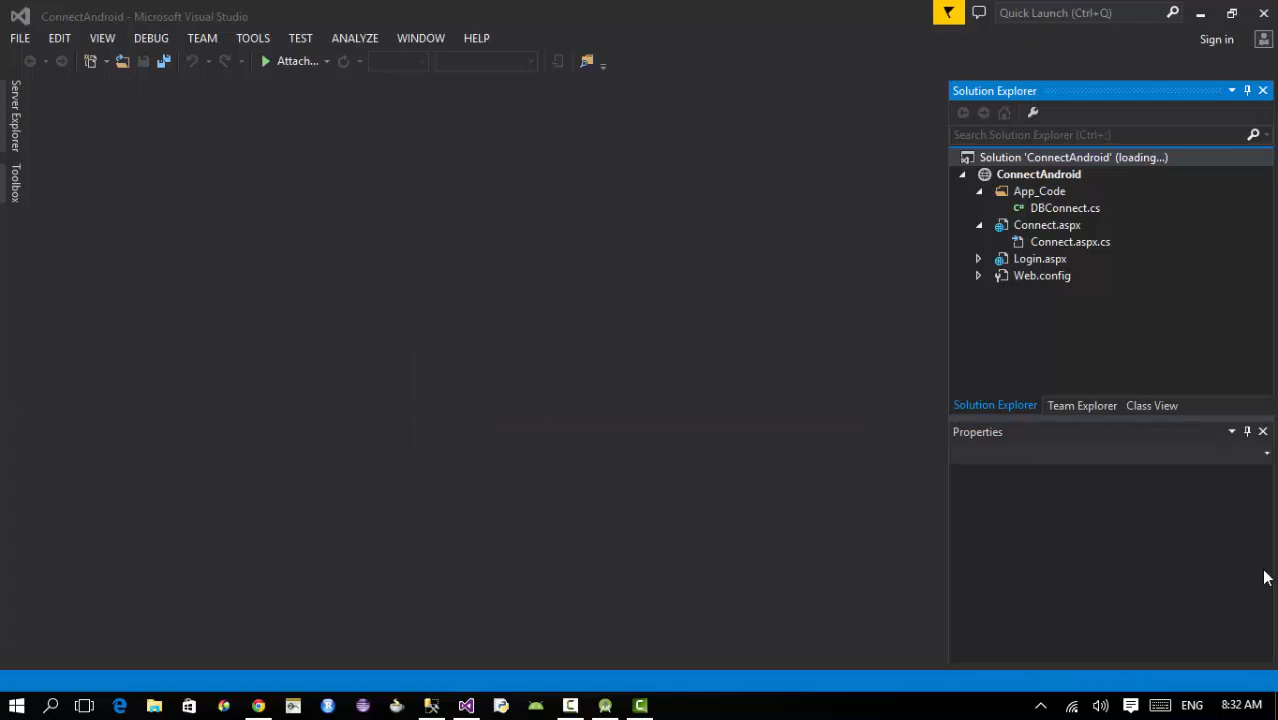 ConnectAndroid - Microsoft Visual Studio
Quick Launch (Ctrl+Q)
FILE EDIT VIEW DEBUG TEAM TOOLS TEST ANALYZE WINDOW HELP
Sign in
Attach...
Server Explorer
Toolbox
Solution Explorer
Search Solution Explorer (Ctrl+;)
Solution 'ConnectAndroid' (loading...)
ConnectAndroid
App_Code
C# DBConnect.cs
Connect.aspx
Connect.aspx.cs
Login.aspx
Web.config
Solution Explorer Team Explorer Class View
Properties
ENG 8:32 AM